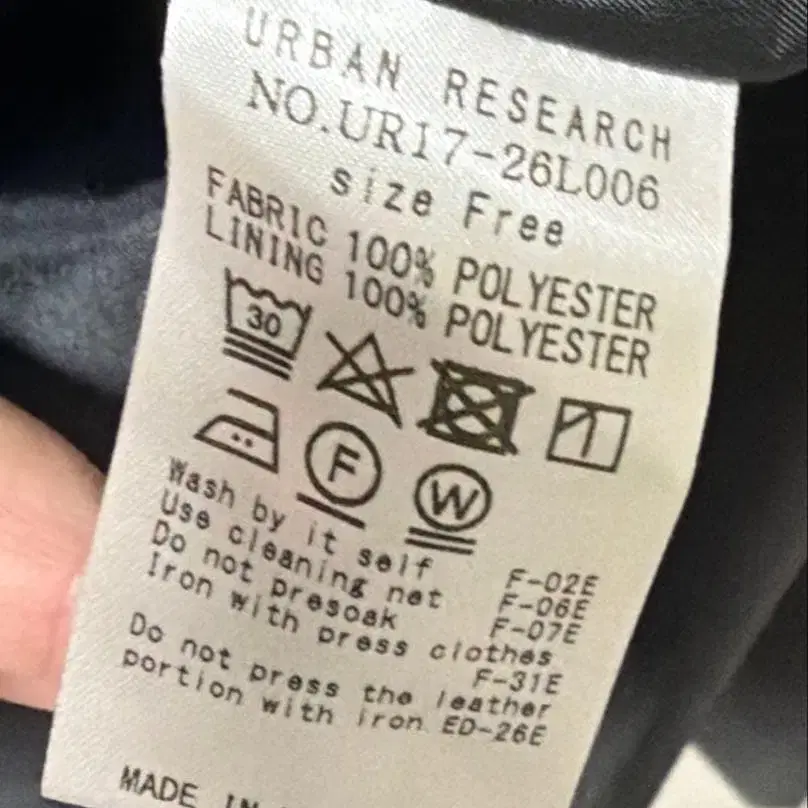 URBAN RESEARCH
NO.UR17-26L006
size Free
FABRIC 100% POLYESTER
LINING 100% POLYESTER
30
F
W
Wash by it self F-02E
Use cleaning net F-06E
Do not presoak F-07E
Iron with press clothes
F-31E
Do not press the leather
portion with iron ED-26E
MADE IN